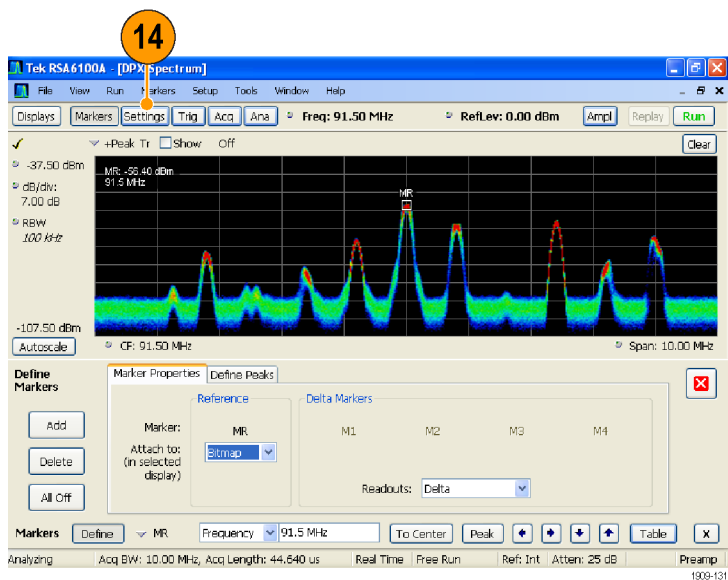 14
Tek RSA6100A - [DPX Spectrum]
File View Run Markers Setup Tools Window Help
Displays Markers Settings Trig Acq Ana Freq: 91.50 MHz RefLev: 0.00 dBm Ampl Replay Run
+Peak Tr Show Off Clear
-37.50 dBm
dB/div:
7.00 dB
RBW
100 kHz
-107.50 dBm
MR: -56.40 dBm
91.5 MHz
MR
Autoscale CF: 91.50 MHz Span: 10.00 MHz
Define
Markers
Marker Properties Define Peaks
Reference Delta Markers
Add
Delete
All Off
Marker: MR M1 M2 M3 M4
Attach to:
(in selected
display)
Bitmap
Readouts: Delta
Markers Define MR Frequency 91.5 MHz To Center Peak Table X
Analyzing Acq BW: 10.00 MHz, Acq Length: 44.640 us Real Time Free Run Ref: Int Atten: 25 dB Preamp
1909-131